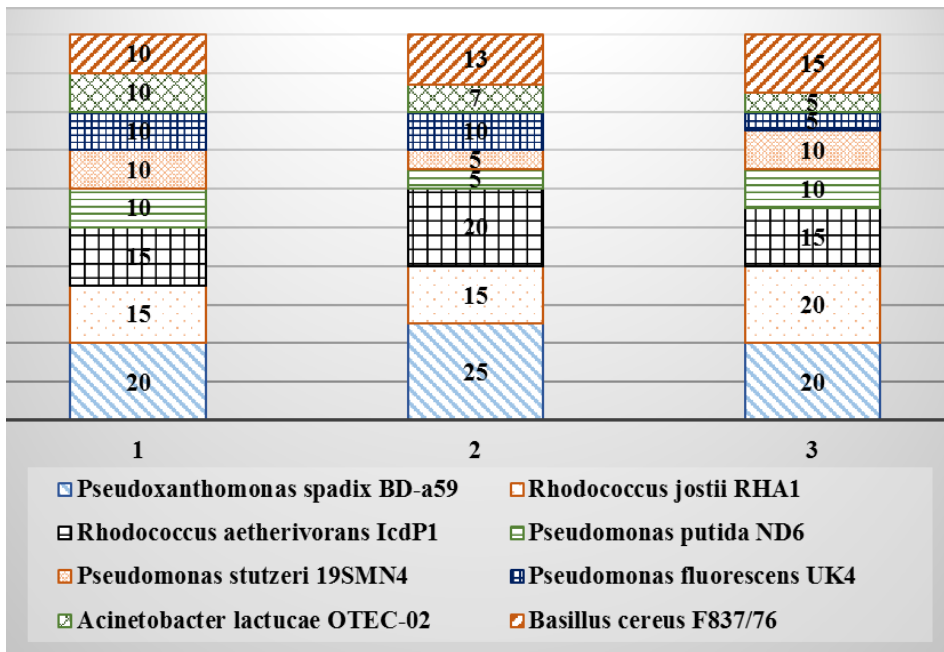 10 13 15
10 7 5
10 10 5
10 5 10
10 5 10
15 20 15
15 15 20
20 25 20
1 2 3
Pseudoxanthomonas spadix BD-a59 Rhodococcus jostii RHA1
Rhodococcus aetherivorans IcdP1 Pseudomonas putida ND6
Pseudomonas stutzeri 19SMN4 Pseudomonas fluorescens UK4
Acinetobacter lactucae OTEC-02 Basillus cereus F837/76